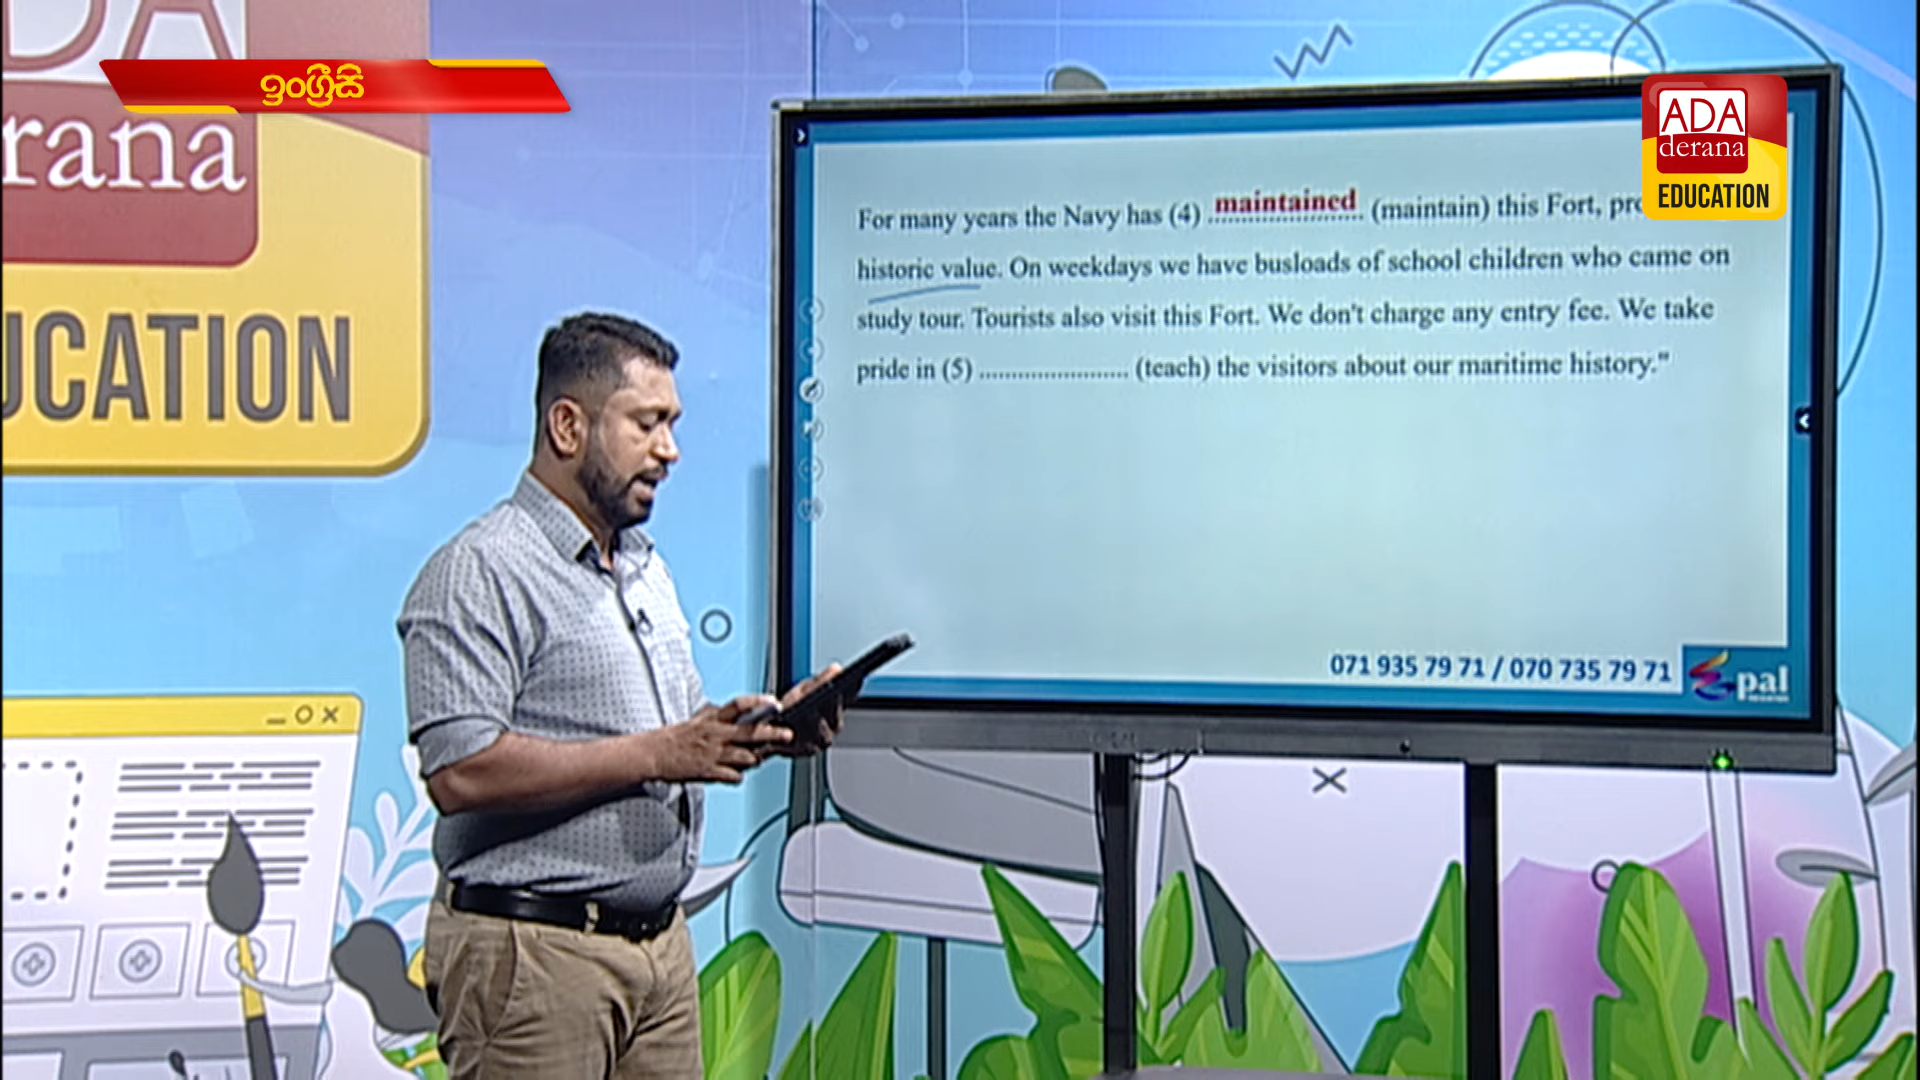 DA
rana
UCATION
ඉංග්‍රීසි
ADA
derana
EDUCATION
For many years the Navy has (4) maintained (maintain) this Fort,
historic value. On weekdays we have busloads of school children who came on
study tour. Tourists also visit this Fort. We don't charge any entry fee. We take
pride in (5) ...................... (teach) the visitors about our maritime history."
071 935 79 71 / 070 735 79 71
pal